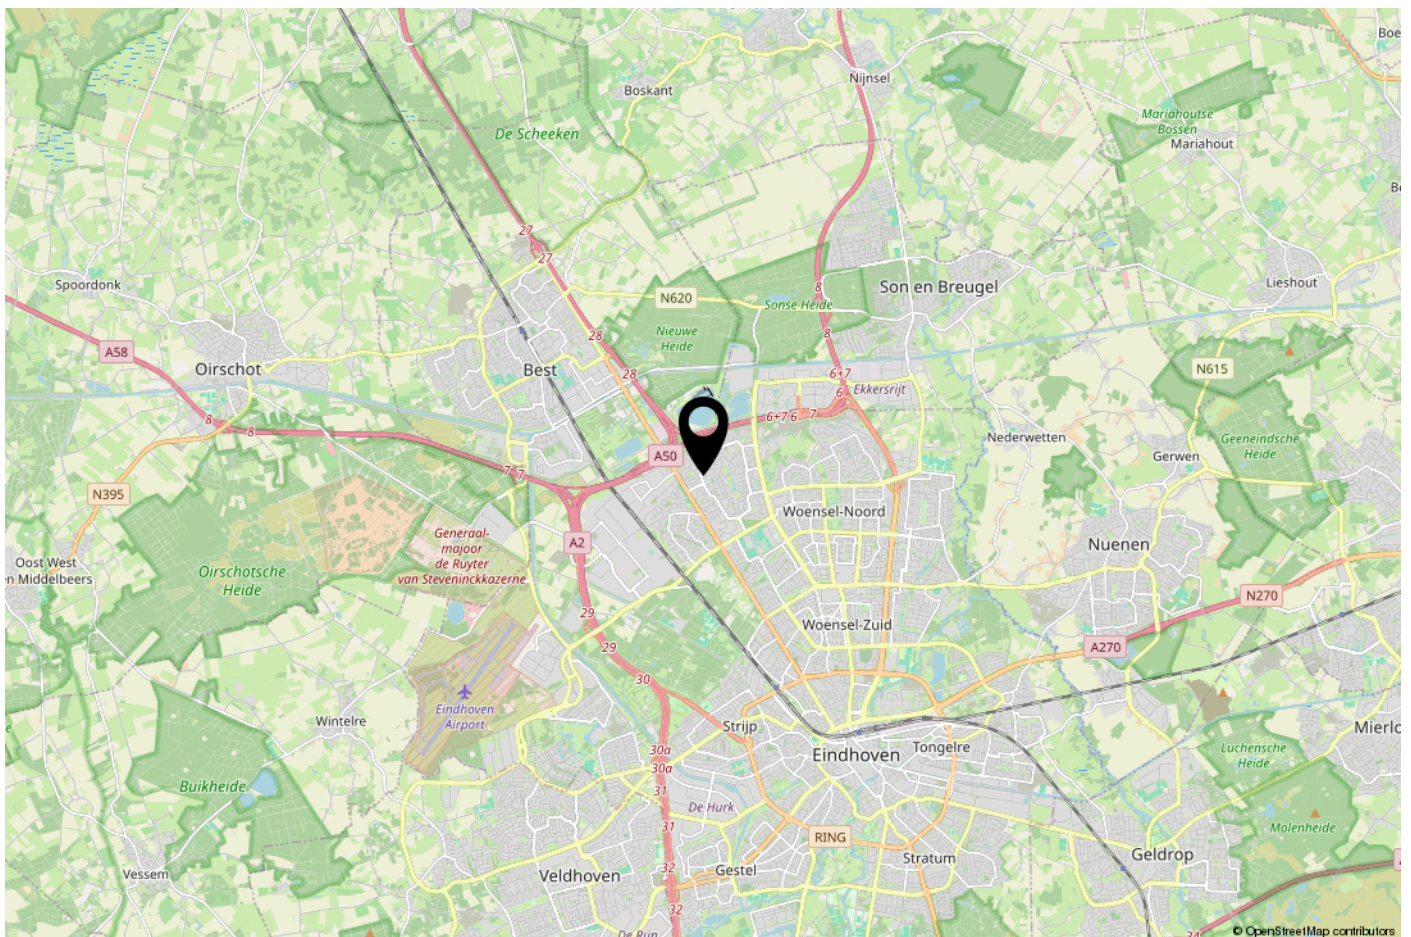 Boe
Nijnsel
Boskant
Mariahoutse
Bossen
Mariahout
De Scheeken
27
27
Spoordonk
Son en Breugel
Lieshout
8
N620
Sonse Heide
Nieuwe
Heide
8
28
A58
Oirschot
Best
28
6+7
6
Ekkersrijt
N615
8
8
6+7
6
7
Nederwetten
Geeneindsche
Heide
A50
Gerwen
7
7
N395
Woensel-Noord
Generaal-
majoor
de Ruyter
van Steveninckkazerne
A2
Nuenen
Oost West
en Middelbeers
Oirschotsche
Heide
N270
29
Woensel-Zuid
29
A270
30
Eindhoven
Airport
Wintelre
Strijp
Mierlo
30a
30a
Eindhoven
Tongelre
Luchensche
Heide
Buikheide
31
De Hurk
31
RING
Molenheide
Vessem
Veldhoven
32
Gestel
Stratum
Geldrop
32
De Run
34
© OpenStreetMap contributors